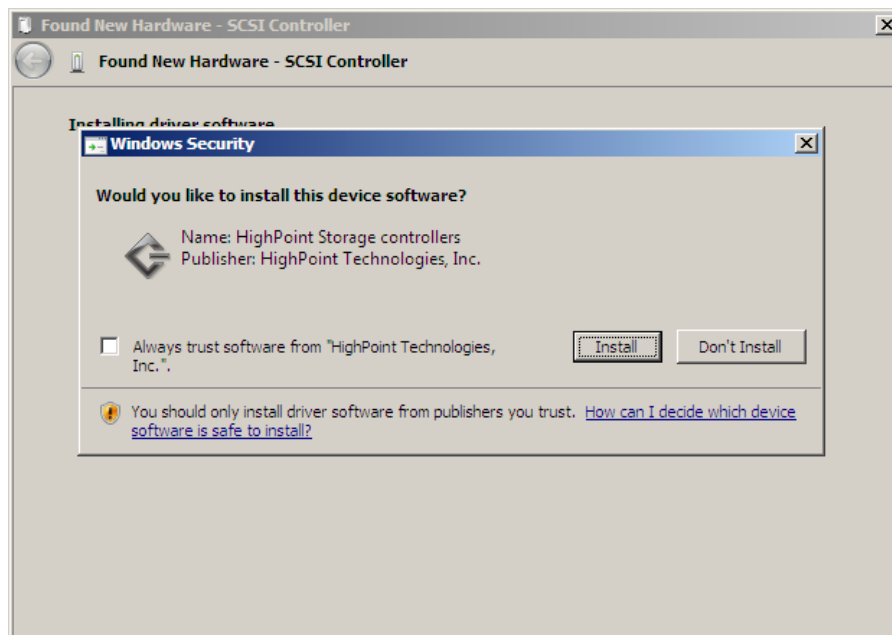 Found New Hardware - SCSI Controller
Found New Hardware - SCSI Controller
Installing driver software
Windows Security
Would you like to install this device software?
Name: HighPoint Storage controllers
Publisher: HighPoint Technologies, Inc.
Always trust software from "HighPoint Technologies,
Inc.".
Install
Don't Install
You should only install driver software from publishers you trust. How can I decide which device
software is safe to install?